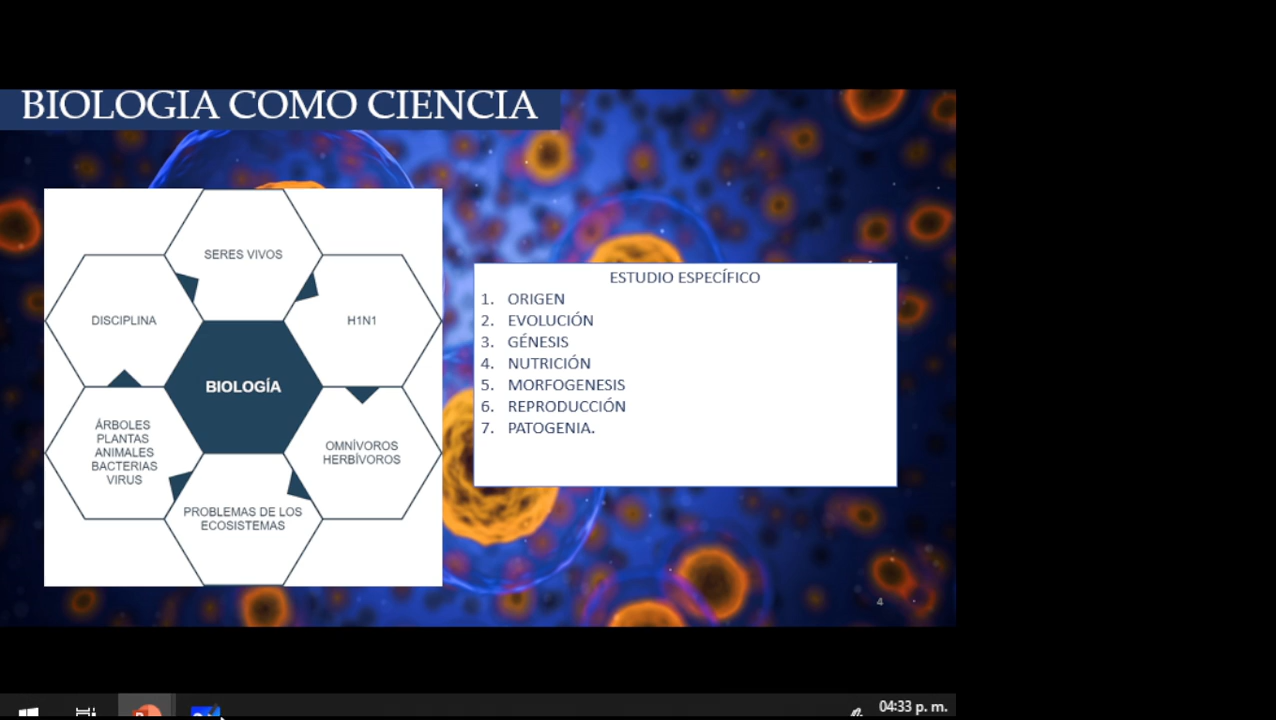 BIOLOGIA COMO CIENCIA
SERES VIVOS
DISCIPLINA
H1N1
BIOLOGÍA
ÁRBOLES
PLANTAS
ANIMALES
BACTERIAS
VIRUS
OMNÍVOROS
HERBÍVOROS
PROBLEMAS DE LOS
ECOSISTEMAS
ESTUDIO ESPECÍFICO
1. ORIGEN
2. EVOLUCIÓN
3. GÉNESIS
4. NUTRICIÓN
5. MORFOGENESIS
6. REPRODUCCIÓN
7. PATOGENIA.
4
04:33 p. m.